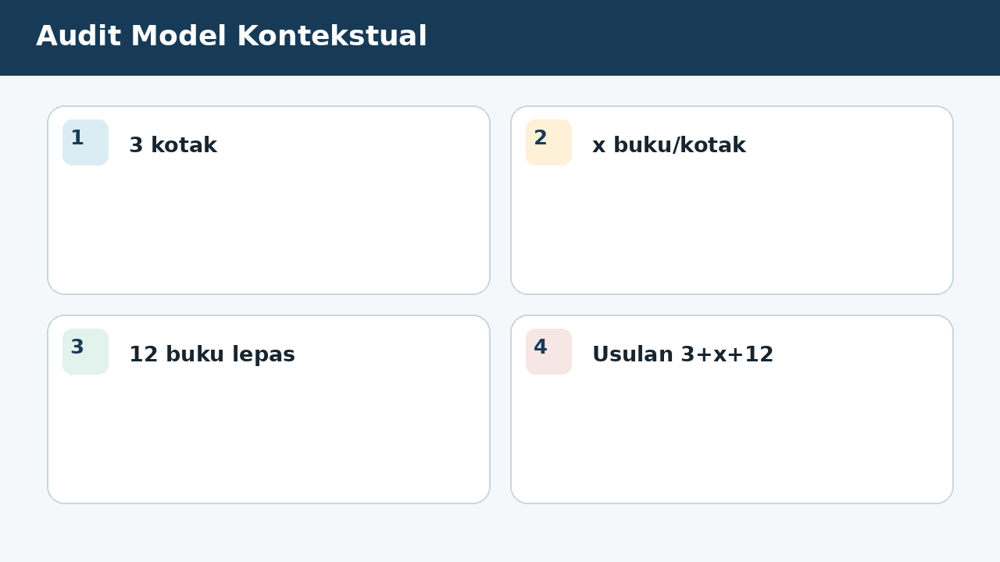 Audit Model Kontekstual
1
3 kotak
2
x buku/kotak
3
12 buku lepas
4
Usulan 3+x+12